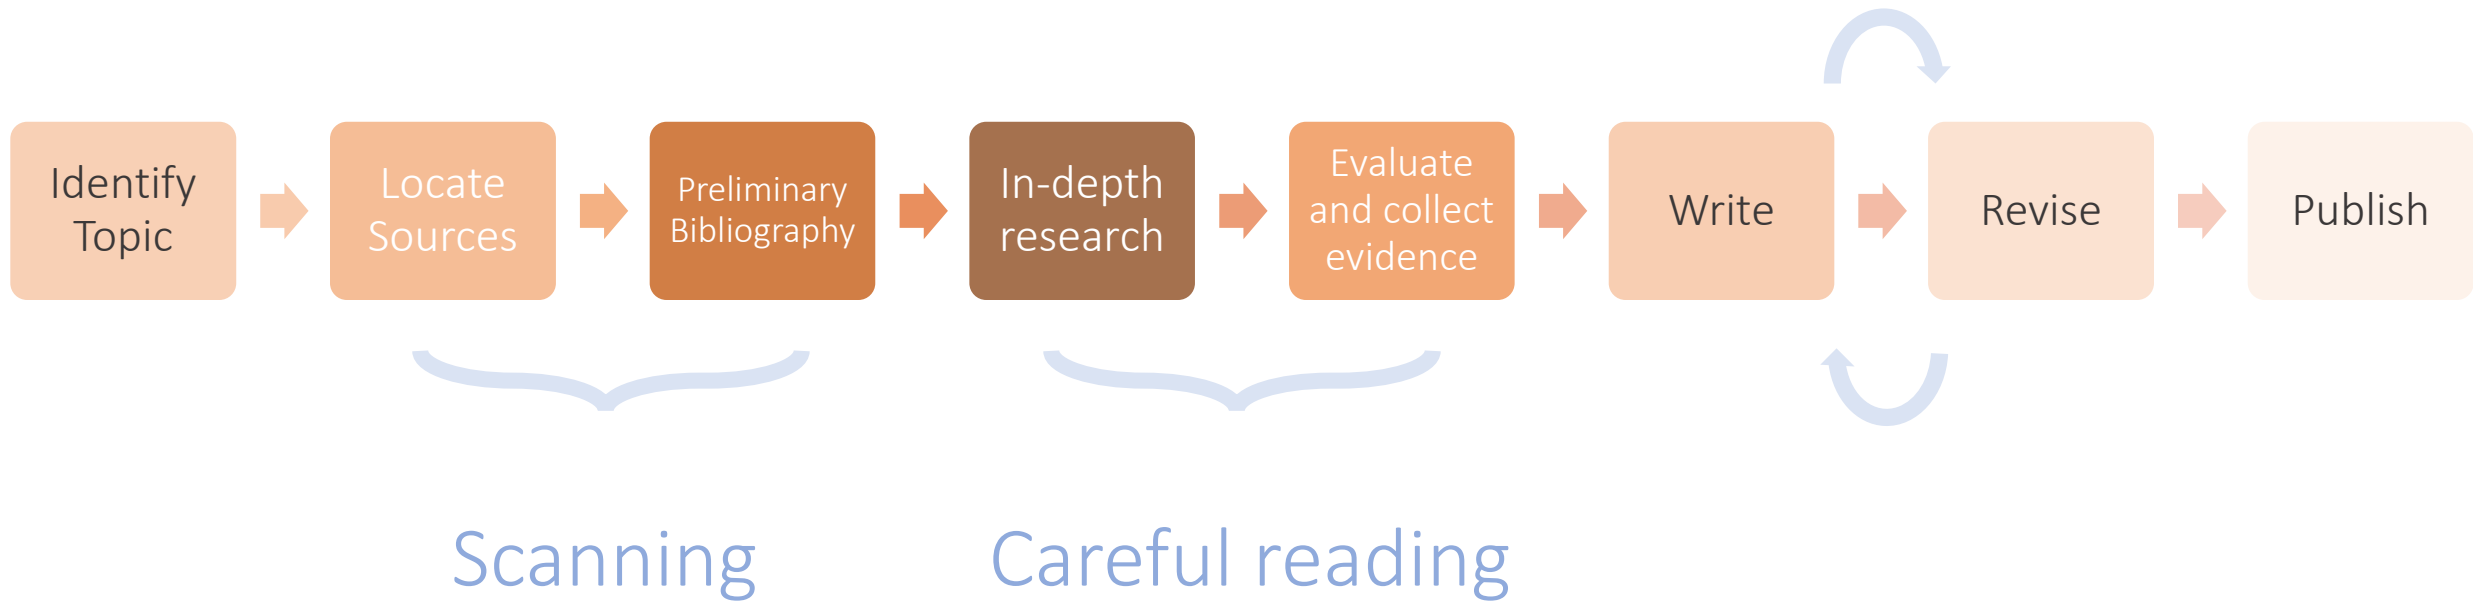 Identify
Topic
Locate
Sources
Preliminary
Bibliography
In-depth
research
Evaluate
and collect
evidence
Write
Revise
Publish
Scanning
Careful reading